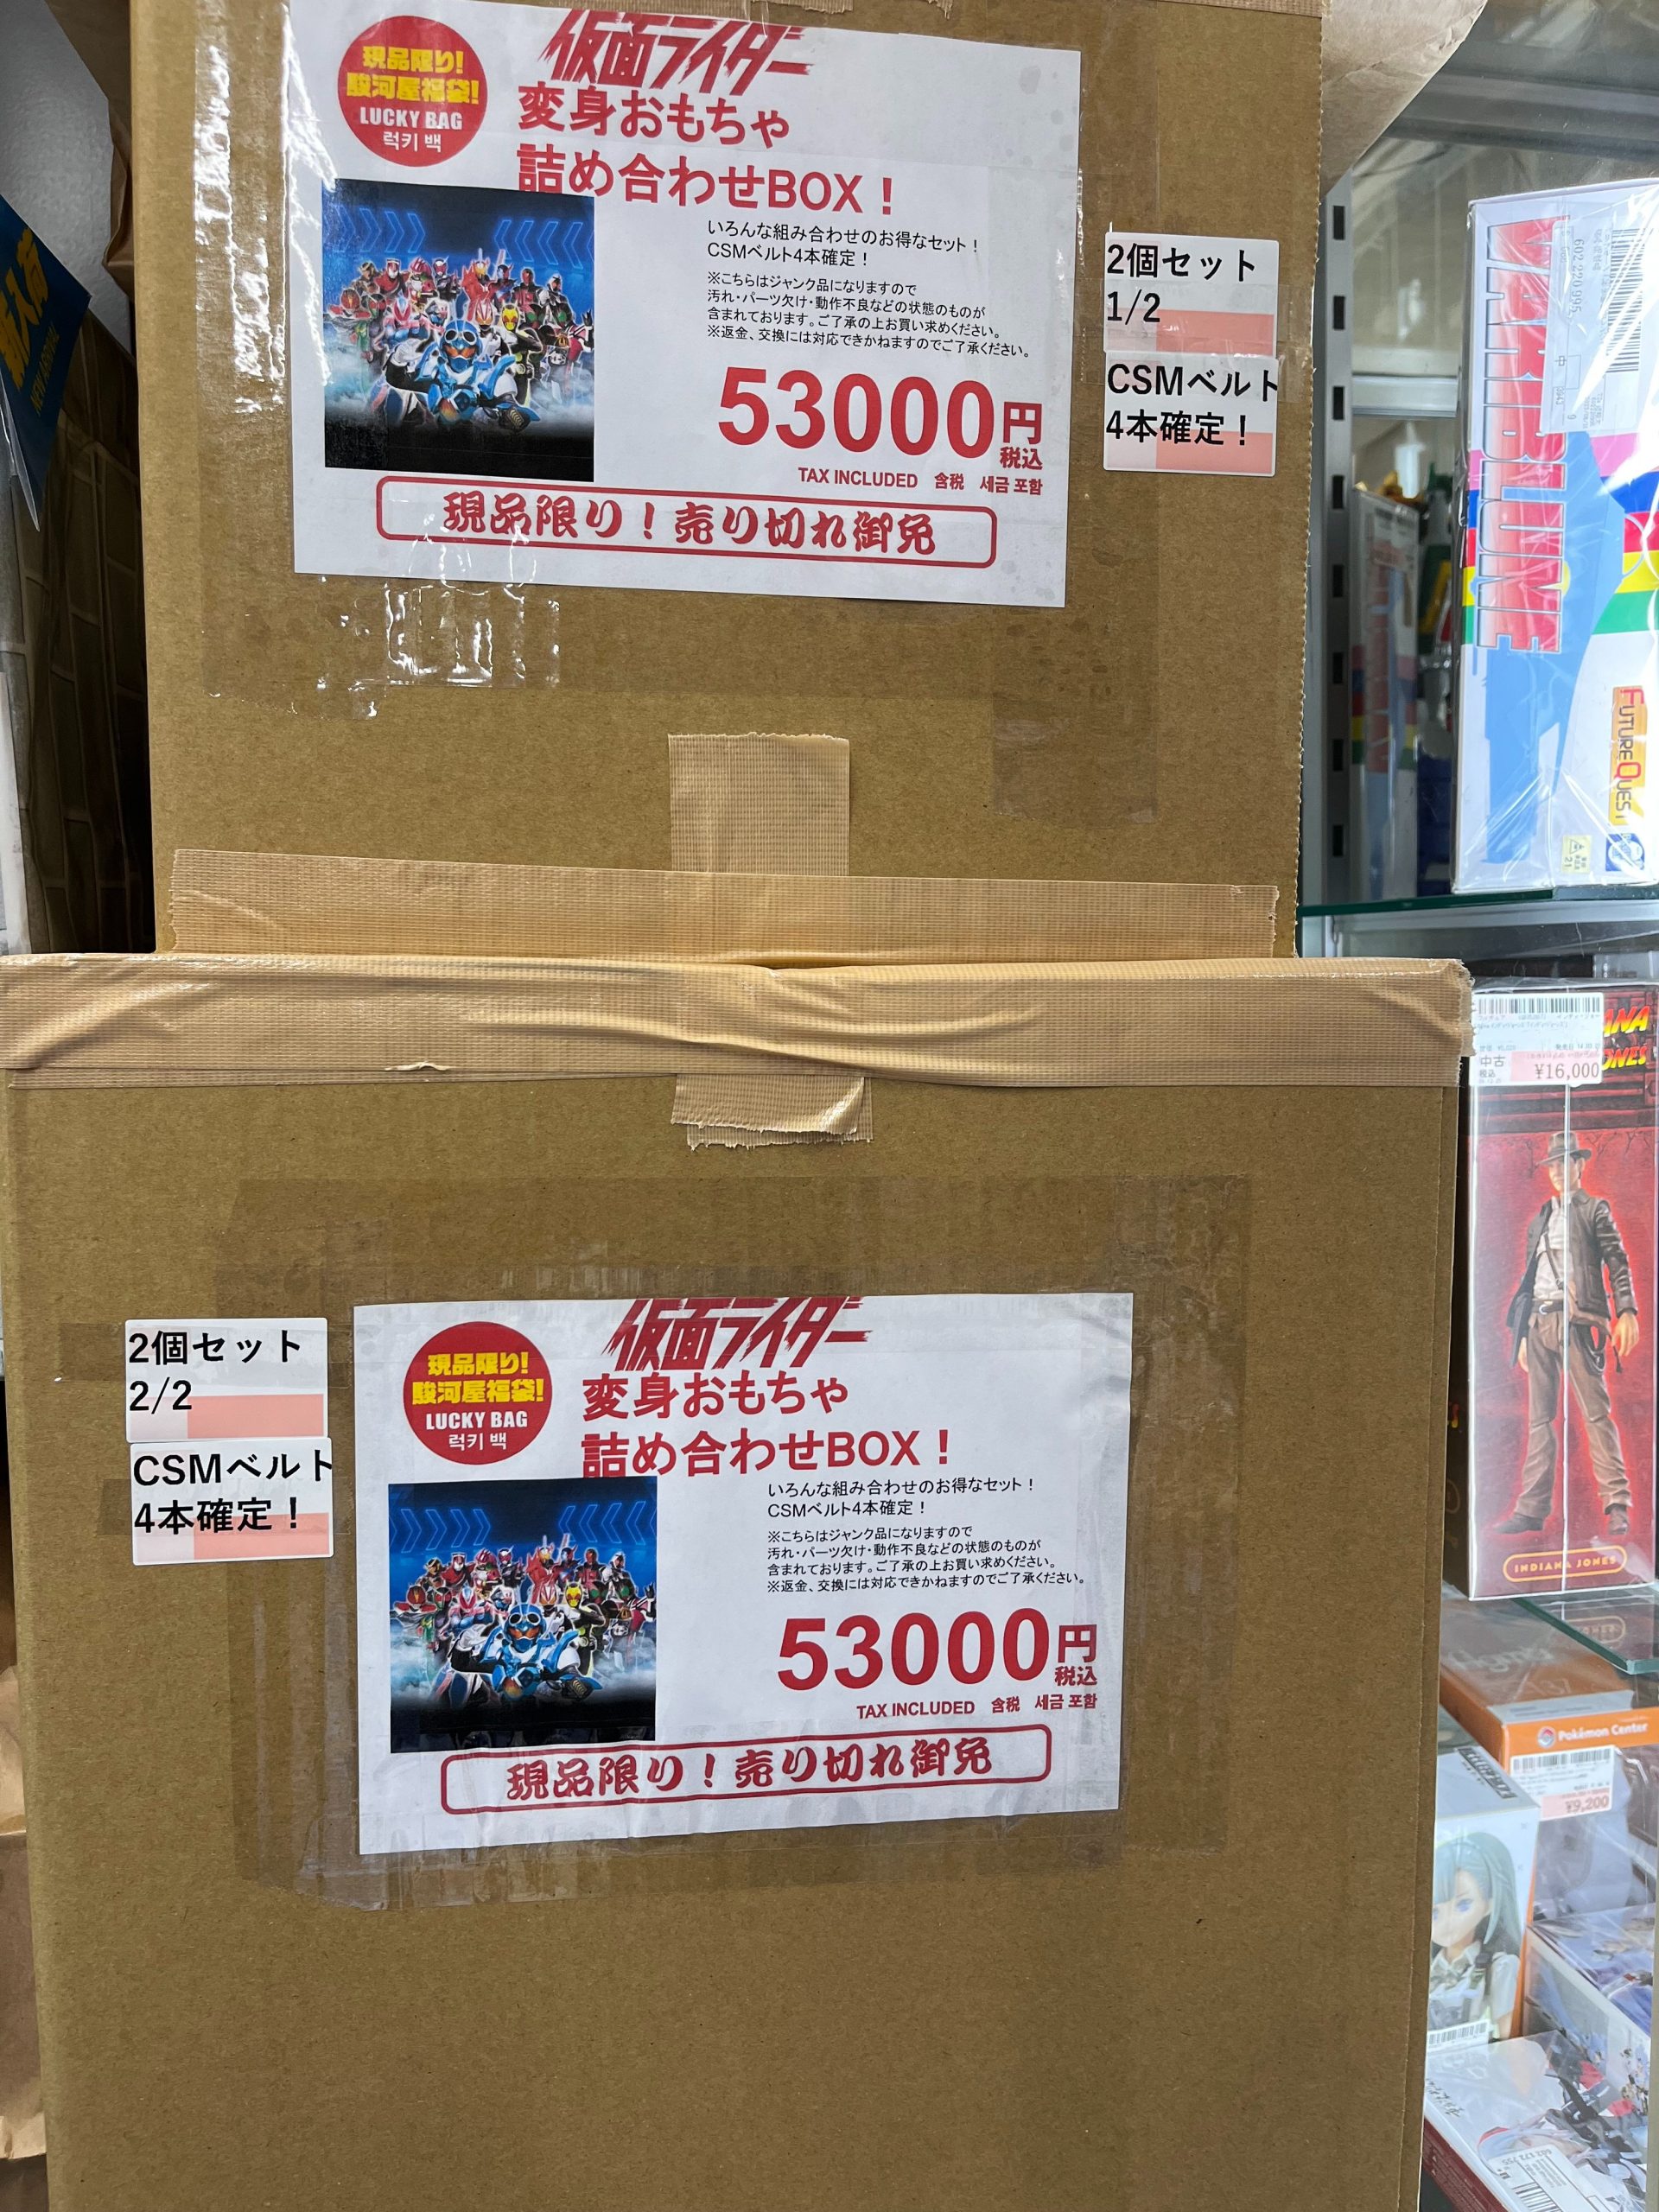 現品限り!
駿河屋福袋!
LUCKY BAG
럭키 백
仮面ライダー
変身おもちゃ
詰め合わせBOX！
いろんな組み合わせのお得なセット！
CSMベルト4本確定！
※こちらはジャンク品になりますので
汚れ・パーツ欠け・動作不良などの状態のものが
含まれております。ご了承の上お買い求めください。
※返金、交換には対応できかねますのでご了承ください。
53000円
税込
TAX INCLUDED 含税 세금 포함
現品限り！売り切れ御免
2個セット
1/2
CSMベルト
4本確定！
2個セット
2/2
CSMベルト
4本確定！
現品限り!
駿河屋福袋!
LUCKY BAG
럭키 백
仮面ライダー
変身おもちゃ
詰め合わせBOX！
いろんな組み合わせのお得なセット！
CSMベルト4本確定！
※こちらはジャンク品になりますので
汚れ・パーツ欠け・動作不良などの状態のものが
含まれております。ご了承の上お買い求めください。
※返金、交換には対応できかねますのでご了承ください。
53000円
税込
TAX INCLUDED 含税 세금 포함
現品限り！売り切れ御免
VARIBLUNE
FUTUREQUEST
中古
税込
¥16,000
INDIANA JONES
Pokémon Center
¥9,200